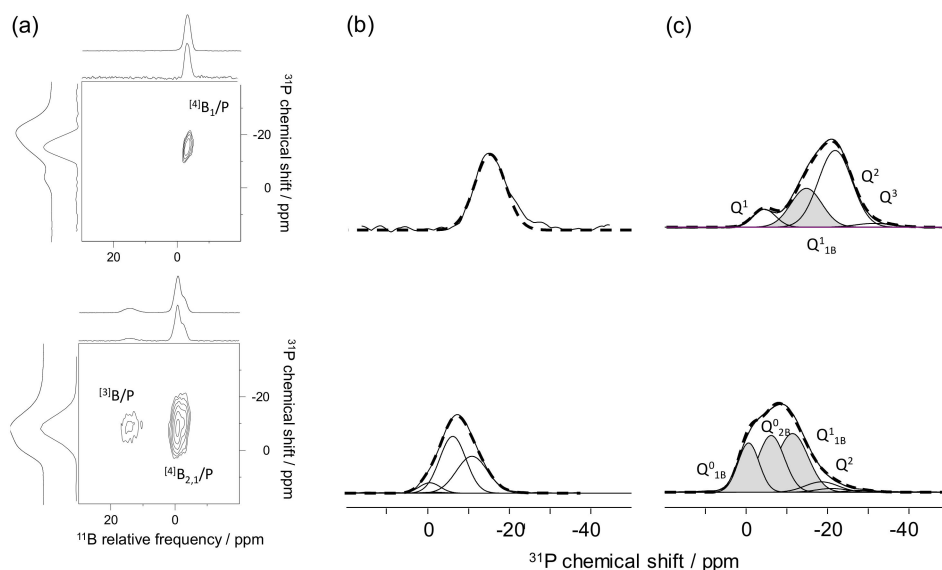 (a)
(b)
(c)
³¹P chemical shift / ppm
[4]B₁/P
-20
0
20
0
Q¹
Q²
Q³
Q¹1B
³¹P chemical shift / ppm
[3]B/P
[4]B2,1/P
-20
0
20
0
¹¹B relative frequency / ppm
Q⁰1B
Q⁰2B
Q¹1B
Q²
0
-20
-40
0
-20
-40
³¹P chemical shift / ppm